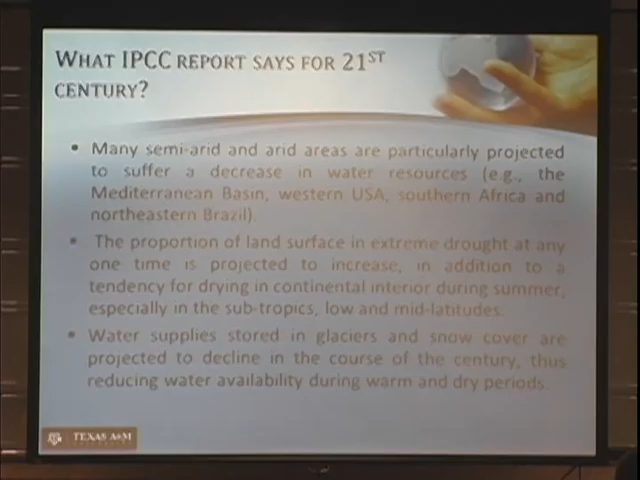 WHAT IPCC REPORT SAYS FOR 21ST
CENTURY?
• Many semi-arid and arid areas are particularly projected
to suffer a decrease in water resources (e.g., the
Mediterranean Basin, western USA, southern Africa and
northeastern Brazil).
• The proportion of land surface in extreme drought at any
one time is projected to increase, in addition to a
tendency for drying in continental interior during summer,
especially in the sub-tropics, low and mid-latitudes.
• Water supplies stored in glaciers and snow cover are
projected to decline in the course of the century, thus
reducing water availability during warm and dry periods.
TEXAS A&M